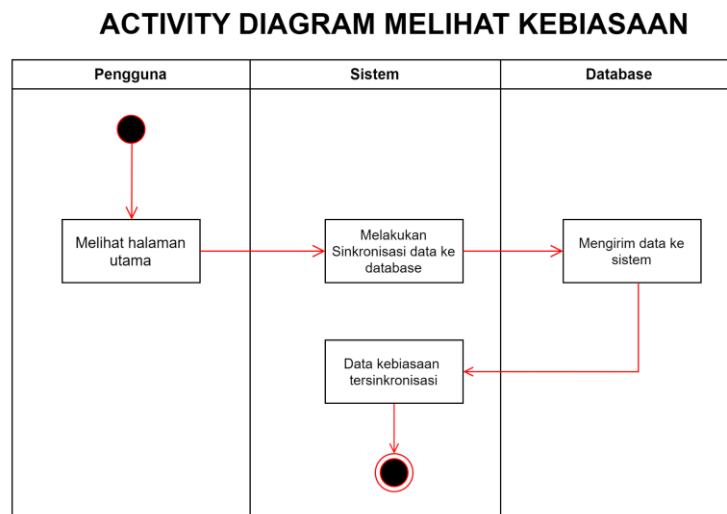 ACTIVITY DIAGRAM MELIHAT KEBIASAAN
Pengguna
Sistem
Database
Melihat halaman
utama
Melakukan
Sinkronisasi data ke
database
Mengirim data ke
sistem
Data kebiasaan
tersinkronisasi